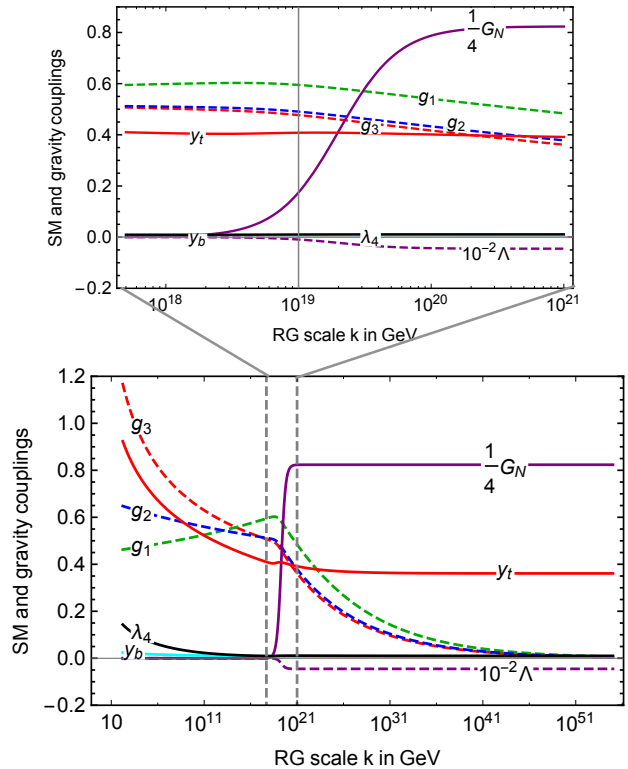 SM and gravity couplings
0.8
0.6
0.4
0.2
0.0
−0.2
1/4 G_N
g_1
g_3
g_2
y_t
y_b
λ_4
10^−2 Λ
10^18
10^19
10^20
10^21
RG scale k in GeV
SM and gravity couplings
1.2
1.0
0.8
0.6
0.4
0.2
0.0
−0.2
g_3
1/4 G_N
g_2
g_1
y_t
λ_4
y_b
10^−2 Λ
10
10^11
10^21
10^31
10^41
10^51
RG scale k in GeV